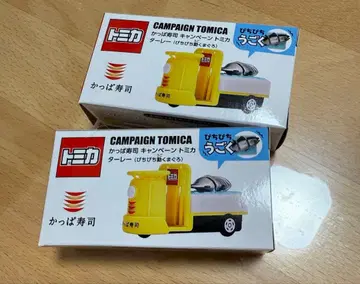 トミカ
CAMPAIGN TOMICA
かっぱ寿司 キャンペーン トミカ
ターレー (ぴちぴち動くまぐろ)
ぴちぴち
うごく
かっぱ寿司
トミカ
CAMPAIGN TOMICA
かっぱ寿司 キャンペーン トミカ
ターレー (ぴちぴち動くまぐろ)
ぴちぴち
うごく
かっぱ寿司